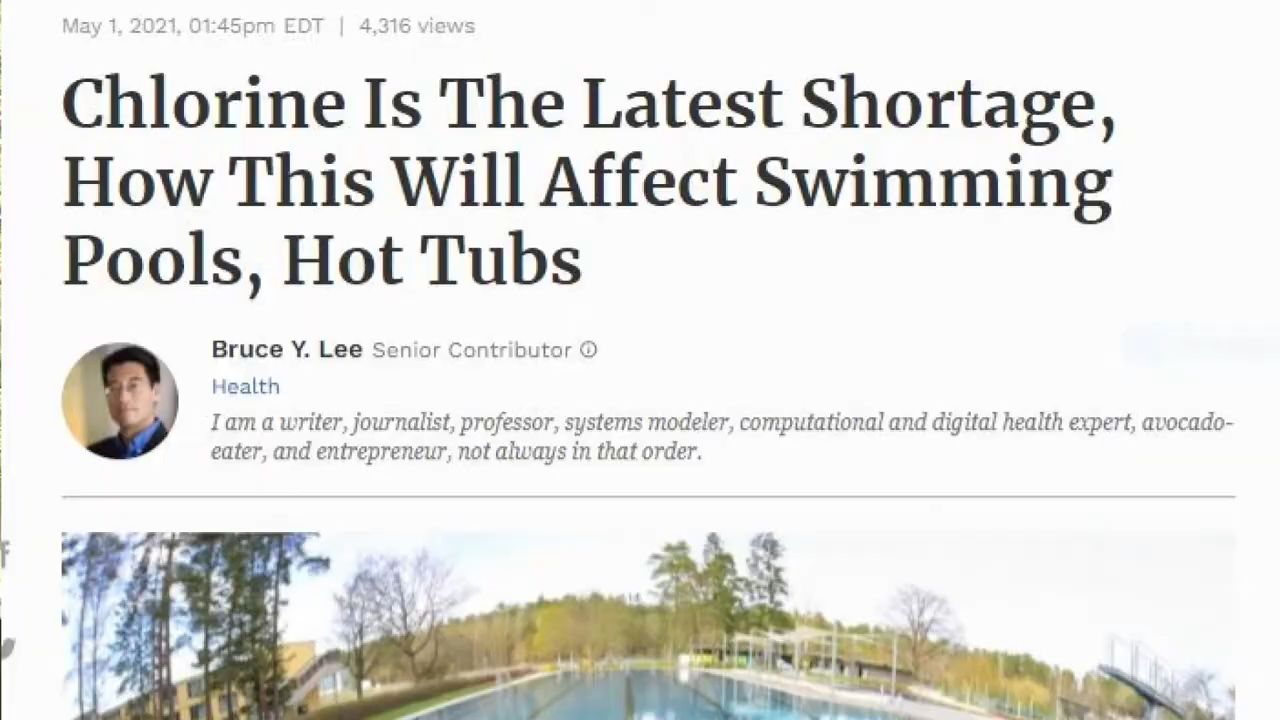 May 1, 2021, 01:45pm EDT | 4,316 views
Chlorine Is The Latest Shortage,
How This Will Affect Swimming
Pools, Hot Tubs
Bruce Y. Lee Senior Contributor ⓘ
Health
I am a writer, journalist, professor, systems modeler, computational and digital health expert, avocado-
eater, and entrepreneur, not always in that order.